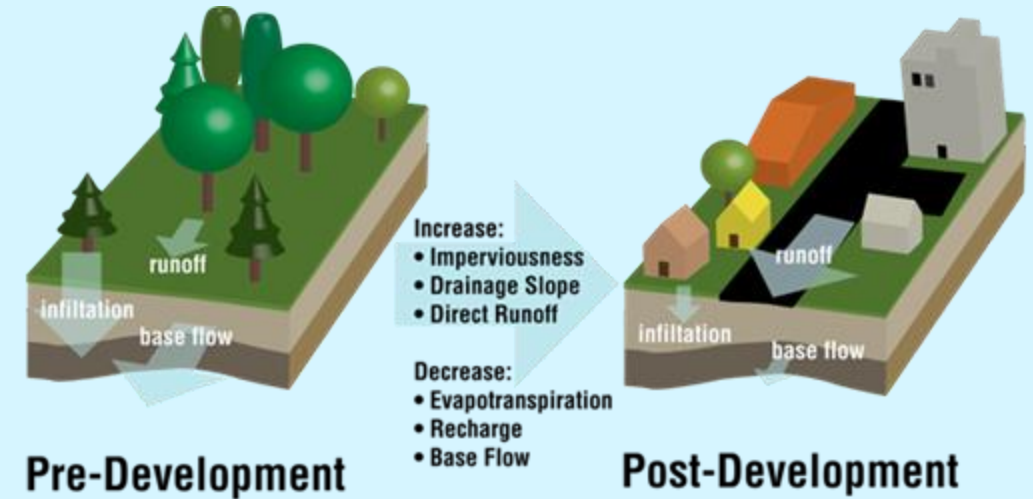 runoff
infiltation
base flow
Pre-Development
Increase:
• Imperviousness
• Drainage Slope
• Direct Runoff
Decrease:
• Evapotranspiration
• Recharge
• Base Flow
runoff
infiltation
base flow
Post-Development